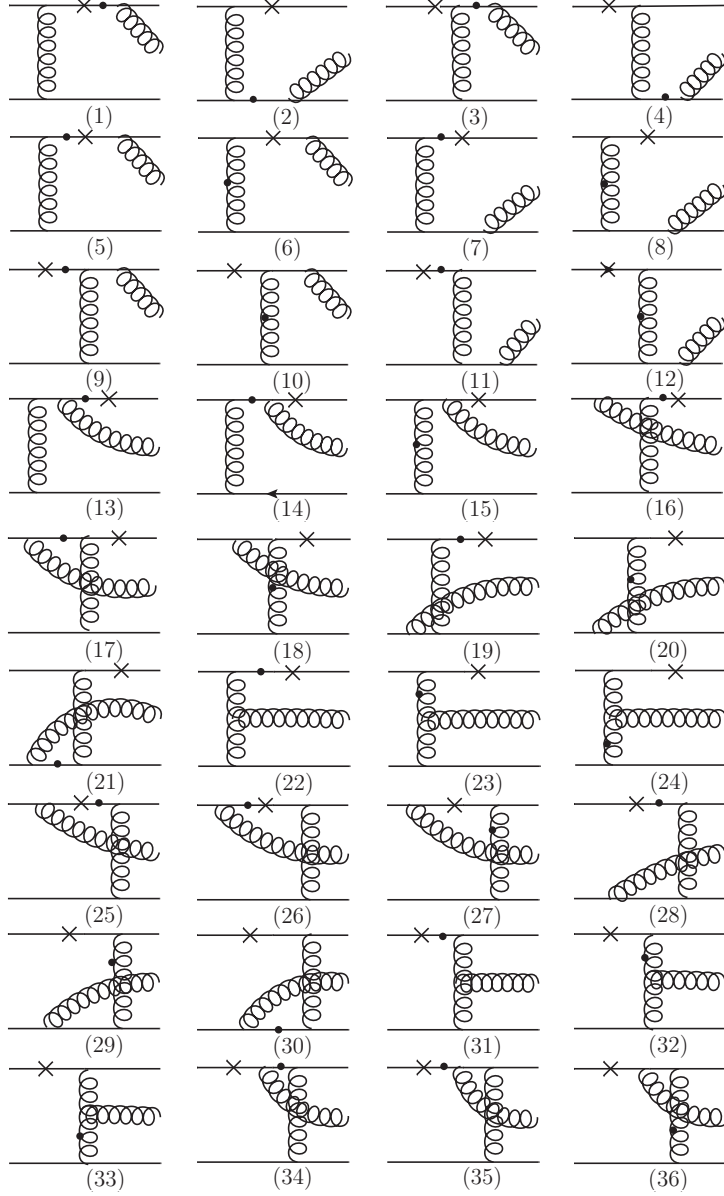 (1) (2) (3) (4)
(5) (6) (7) (8)
(9) (10) (11) (12)
(13) (14) (15) (16)
(17) (18) (19) (20)
(21) (22) (23) (24)
(25) (26) (27) (28)
(29) (30) (31) (32)
(33) (34) (35) (36)